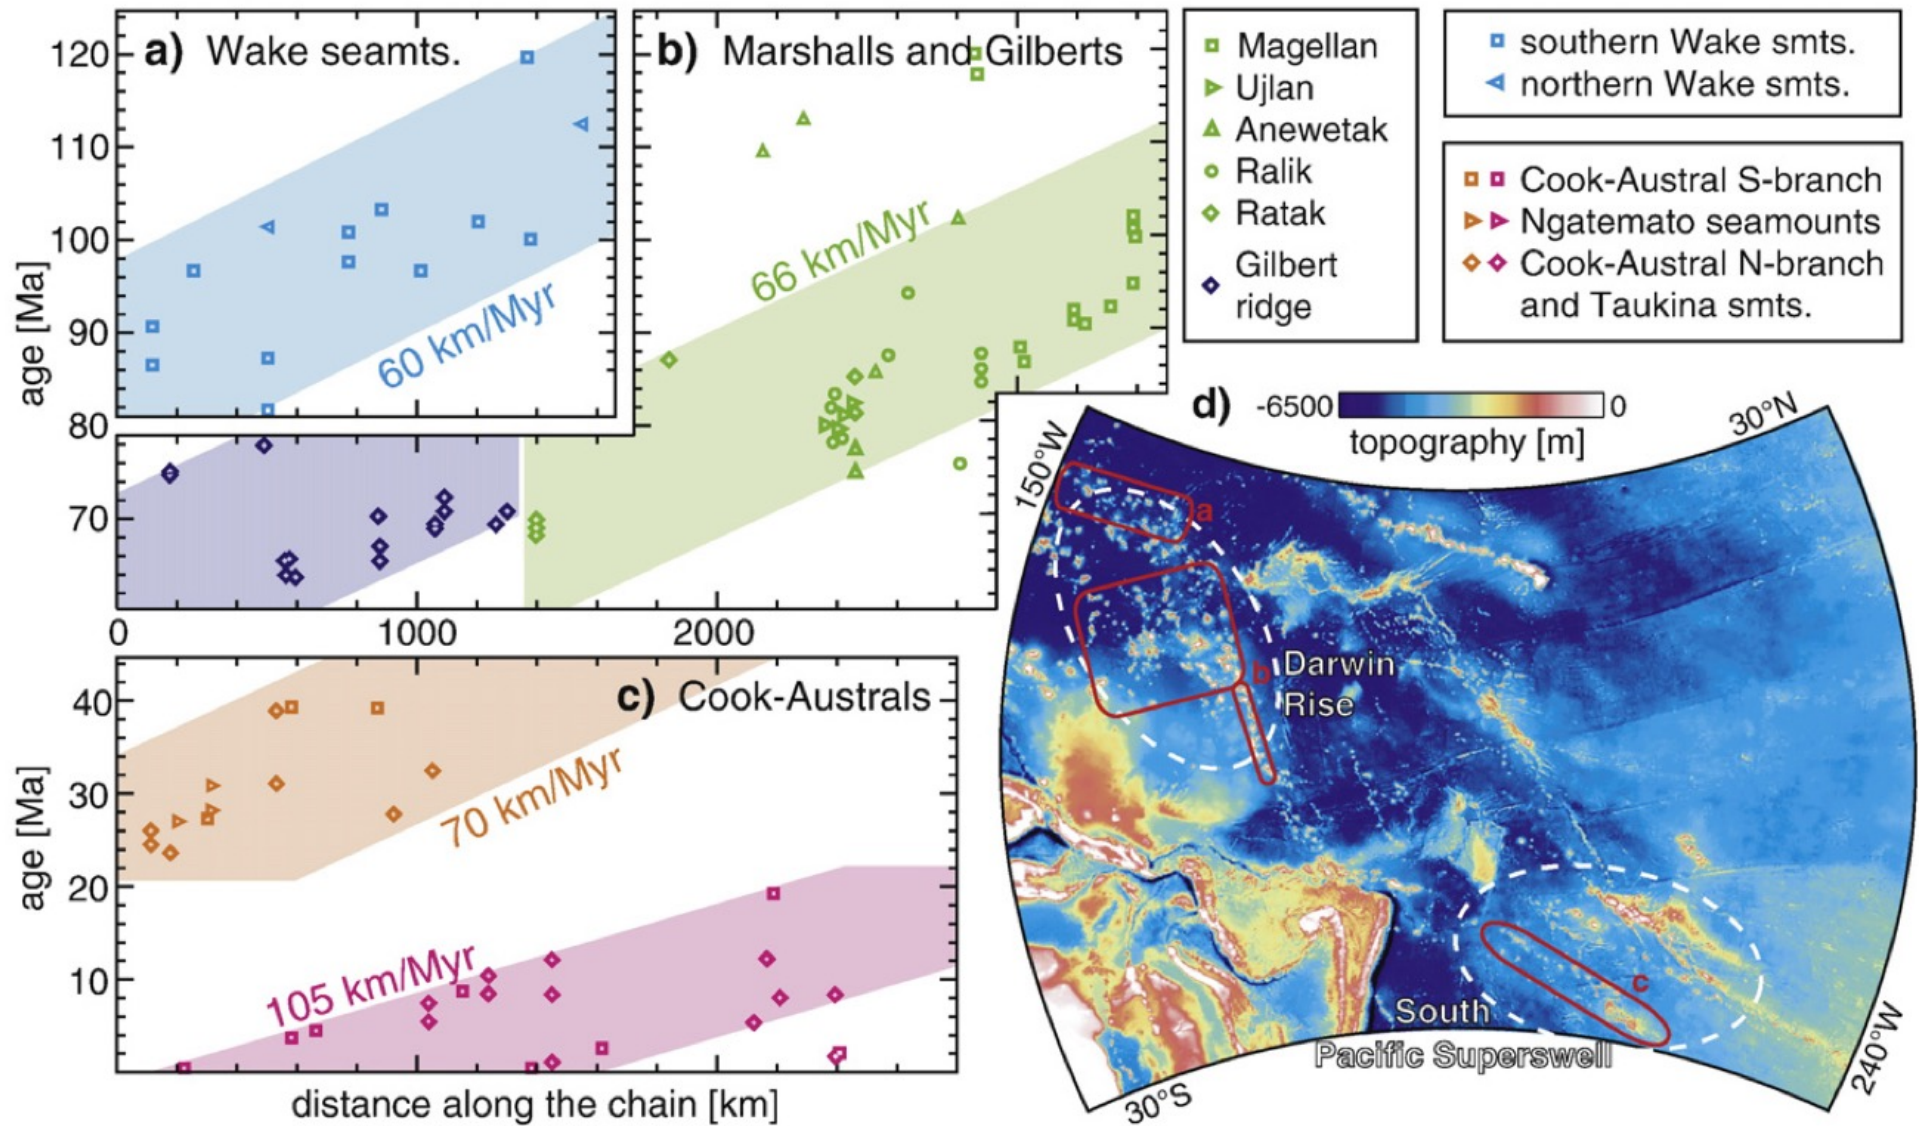 a) Wake seamts.
b) Marshalls and Gilberts
Magellan
Ujlan
Anewetak
Ralik
Ratak
Gilbert
ridge
southern Wake smts.
northern Wake smts.
Cook-Austral S-branch
Ngatemato seamounts
Cook-Austral N-branch
and Taukina smts.
120
110
100
90
80
70
age [Ma]
60 km/Myr
66 km/Myr
0
1000
2000
c) Cook-Australs
40
30
20
10
age [Ma]
70 km/Myr
105 km/Myr
distance along the chain [km]
d)
-6500
0
topography [m]
150°W
30°N
a
b
Darwin
Rise
c
South
Pacific Superswell
30°S
240°W